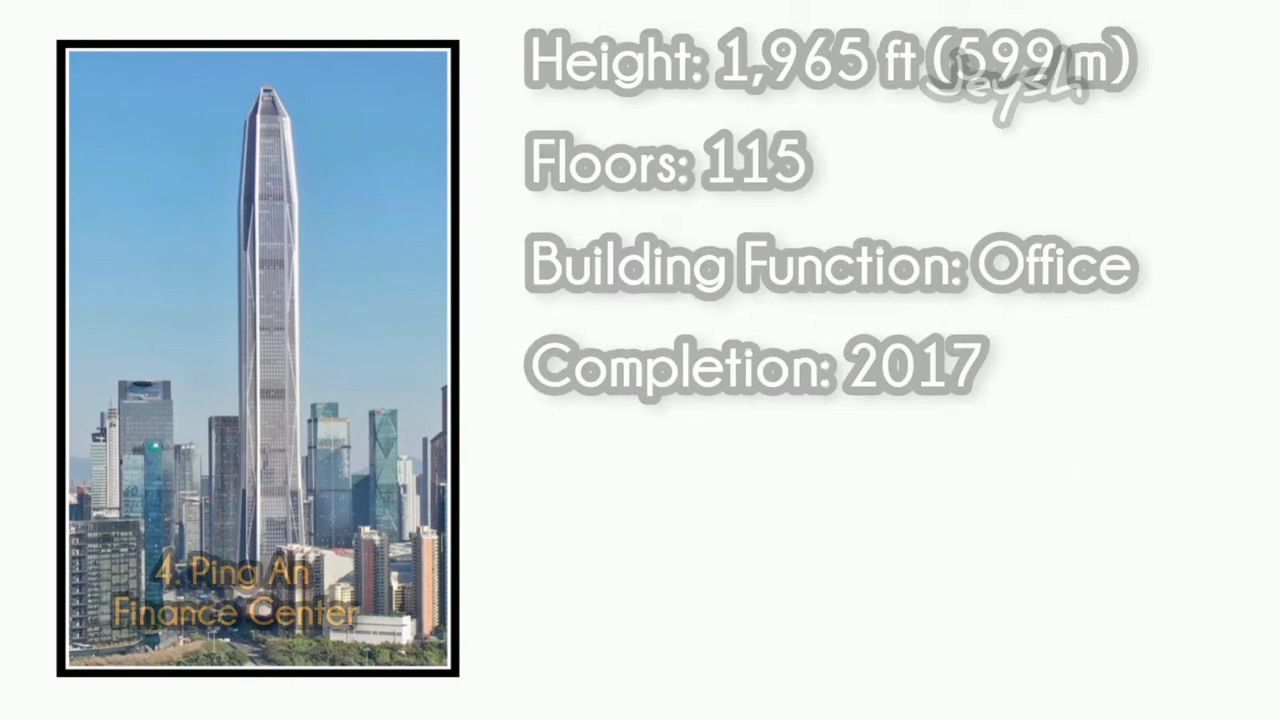 Height: 1,965 ft (599 m)
Floors: 115
Building Function: Office
Completion: 2017
4. Ping An
Finance Center